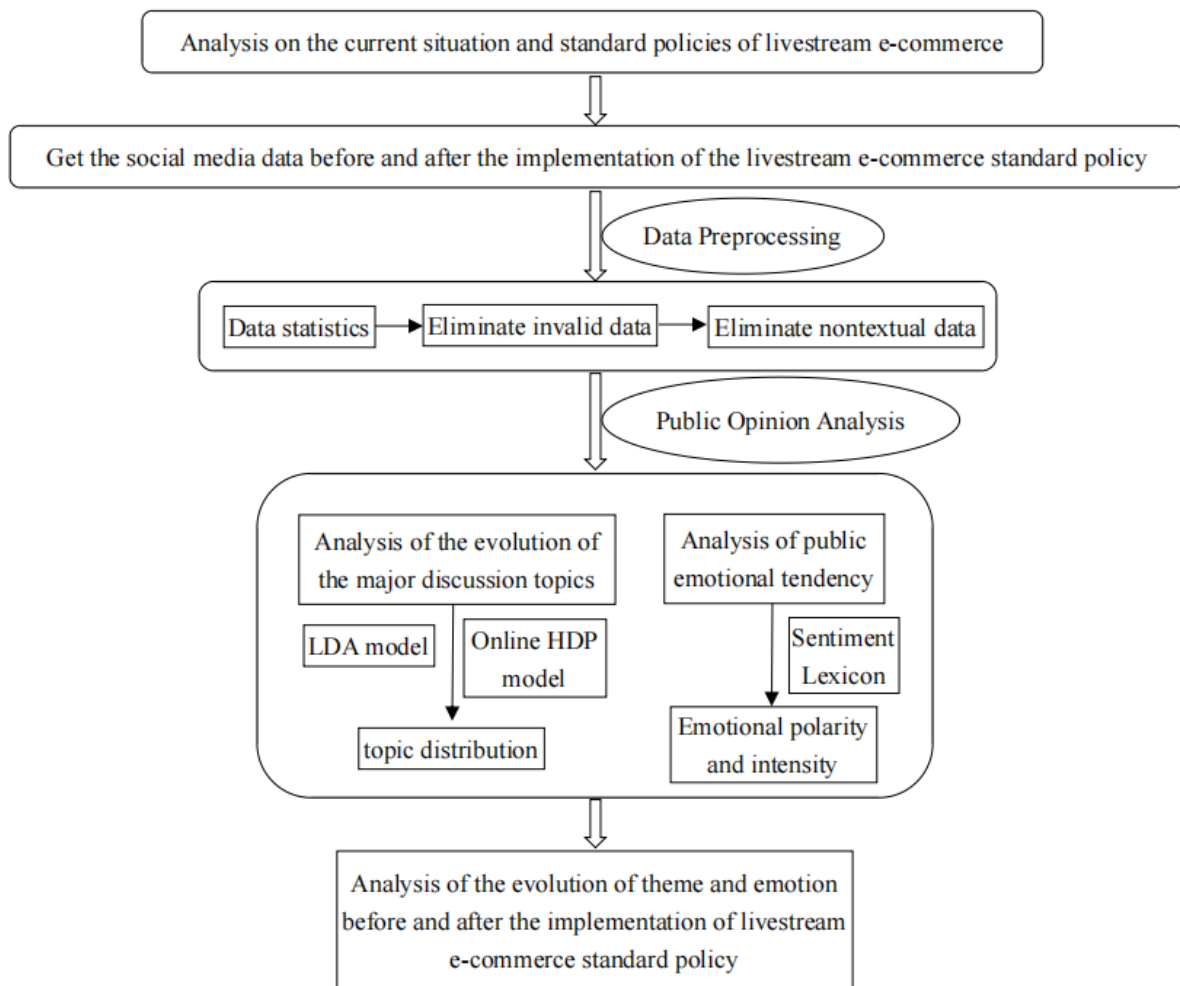 Analysis on the current situation and standard policies of livestream e-commerce
Get the social media data before and after the implementation of the livestream e-commerce standard policy
Data Preprocessing
Data statistics
Eliminate invalid data
Eliminate nontextual data
Public Opinion Analysis
Analysis of the evolution of
the major discussion topics
LDA model
Online HDP
model
topic distribution
Analysis of public
emotional tendency
Sentiment
Lexicon
Emotional polarity
and intensity
Analysis of the evolution of theme and emotion
before and after the implementation of livestream
e-commerce standard policy